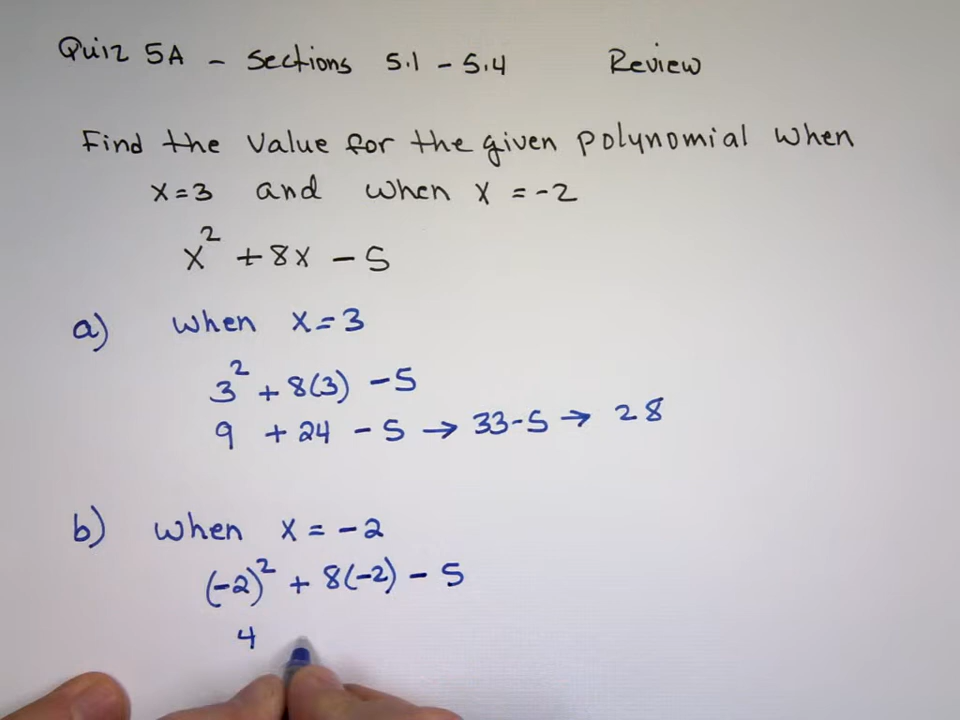 Quiz 5A - Sections 5.1 - 5.4 Review
Find the value for the given polynomial when
x=3 and when x = -2
x² + 8x - 5
a) when x=3
3² + 8(3) - 5
9 + 24 - 5 → 33-5 → 28
b) when x = -2
(-2)² + 8(-2) - 5
4